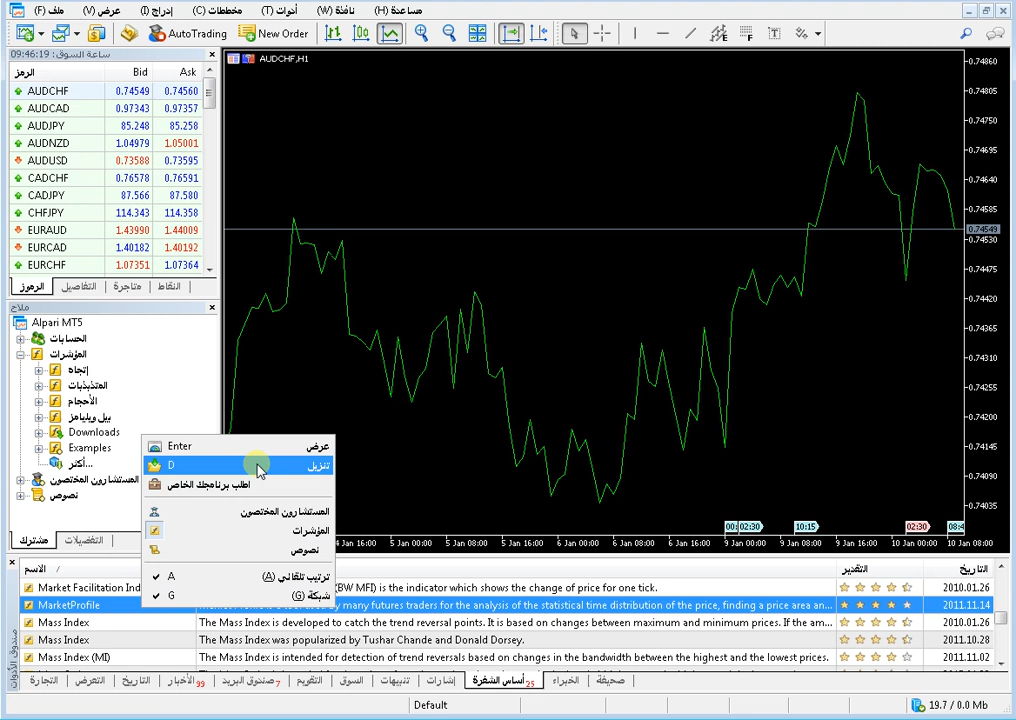 ملف (F)
عرض (V)
إدراج (I)
مخططات (C)
أدوات (T)
نافذة (W)
مساعدة (H)
AutoTrading
New Order
ساعة السوق: 09:46:19
الرمز Bid Ask
AUDCHF 0.74549 0.74560
AUDCAD 0.97343 0.97357
AUDJPY 85.248 85.258
AUDNZD 1.04979 1.05001
AUDUSD 0.73588 0.73595
CADCHF 0.76578 0.76591
CADJPY 87.566 87.580
CHFJPY 114.343 114.358
EURAUD 1.43990 1.44009
EURCAD 1.40182 1.40192
EURCHF 1.07351 1.07364
الرموز
التفاصيل
متاجرة
النقاط
ملاح
Alpari MT5
الحسابات
المؤشرات
إتجاه
المتذبذبات
الأحجام
بيل ويليامز
Downloads
Examples
أكثر...
المستشارون المختصون
نصوص
مشترك
التفضيلات
AUDCHF,H1
0.74860
0.74805
0.74750
0.74695
0.74640
0.74585
0.74549
0.74530
0.74475
0.74420
0.74365
0.74310
0.74255
0.74200
0.74145
0.74090
0.74035
02:30
10:15
02:30
08:4
Jan 16:00
5 Jan 00:00
5 Jan 08:00
5 Jan 16:00
6 Jan 00:00
6 Jan 08:00
6 Jan 16:00
9 Jan 00:00
9 Jan 08:00
9 Jan 16:00
10 Jan 00:00
10 Jan 08:00
عرض Enter
تنزيل D
اطلب برنامجك الخاص
المستشارون المختصون
المؤشرات
نصوص
ترتيب تلقائي (A) A
شبكة (G) G
الاسم
التقدير
التاريخ
Market Facilitation Ind (BW MFI) is the indicator which shows the change of price for one tick. 2010.01.26
MarketProfile by many futures traders for the analysis of the statistical time distribution of the price, finding a price area an... 2011.11.14
Mass Index The Mass Index is developed to catch the trend reversal points. It is based on changes between maximum and minimum prices. If the am... 2010.01.26
Mass Index The Mass Index was popularized by Tushar Chande and Donald Dorsey. 2011.10.28
Mass Index (MI) The Mass Index is intended for detection of trend reversals based on changes in the bandwidth between the highest and the lowest prices. 2011.11.02
صندوق الأدوات
التجارة
التعرض
التاريخ
الأخبار 99
صندوق البريد 7
التقويم
السوق
تنبيهات
إشارات
أساس الشفرة 25
الخبراء
صحيفة
Default
19.7 / 0.0 Mb